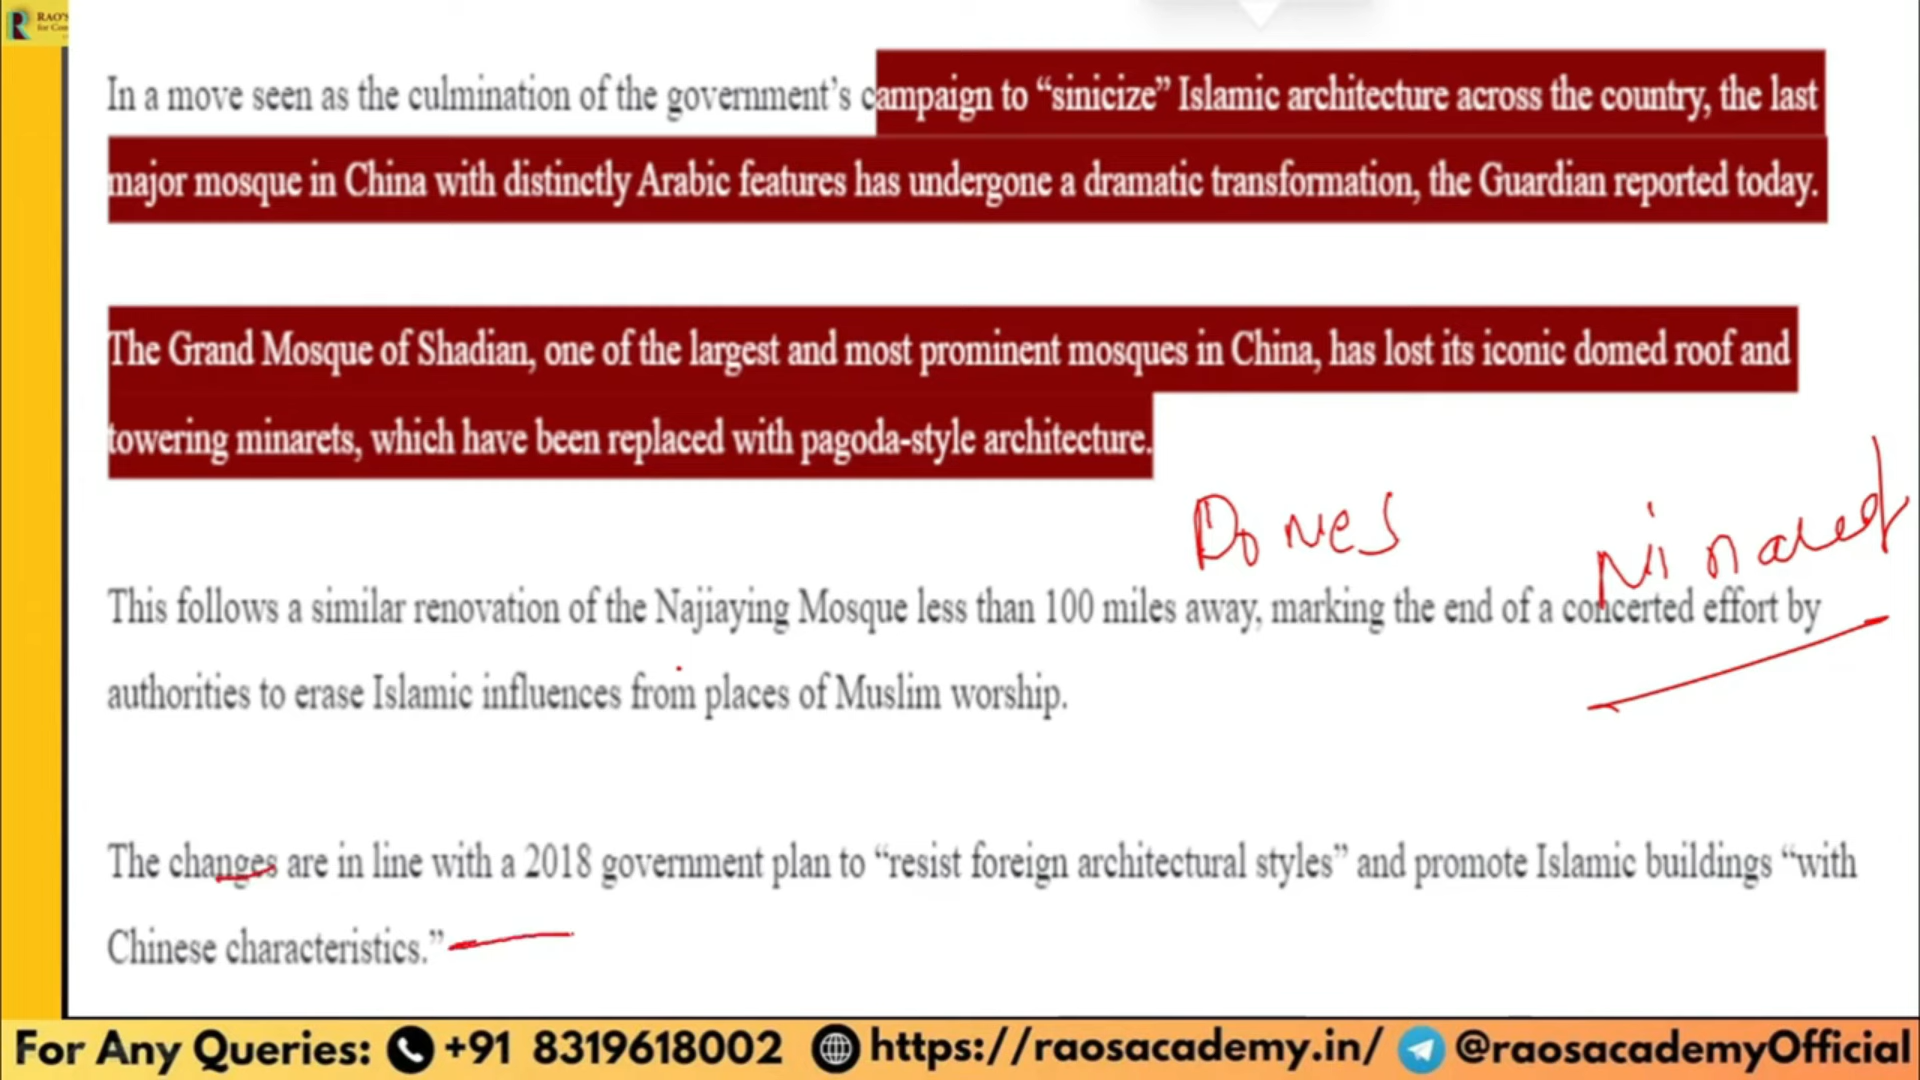 RAO'S
In a move seen as the culmination of the government’s campaign to “sinicize” Islamic architecture across the country, the last
major mosque in China with distinctly Arabic features has undergone a dramatic transformation, the Guardian reported today.
The Grand Mosque of Shadian, one of the largest and most prominent mosques in China, has lost its iconic domed roof and
towering minarets, which have been replaced with pagoda-style architecture.
Domes
Minaret
This follows a similar renovation of the Najiaying Mosque less than 100 miles away, marking the end of a concerted effort by
authorities to erase Islamic influences from places of Muslim worship.
The changes are in line with a 2018 government plan to “resist foreign architectural styles” and promote Islamic buildings “with
Chinese characteristics.”
For Any Queries: +91 8319618002 https://raosacademy.in/ @raosacademyOfficial